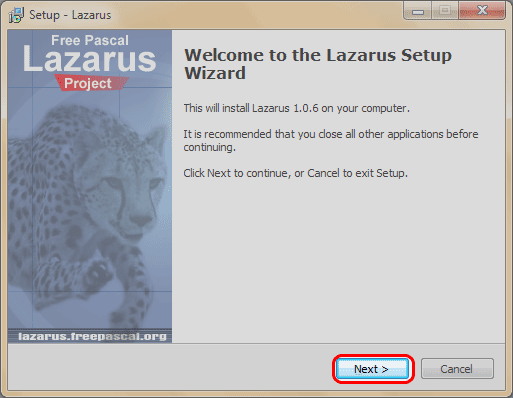 Setup - Lazarus
Free Pascal
Lazarus
Project
lazarus.freepascal.org
Welcome to the Lazarus Setup
Wizard
This will install Lazarus 1.0.6 on your computer.
It is recommended that you close all other applications before
continuing.
Click Next to continue, or Cancel to exit Setup.
Next >
Cancel